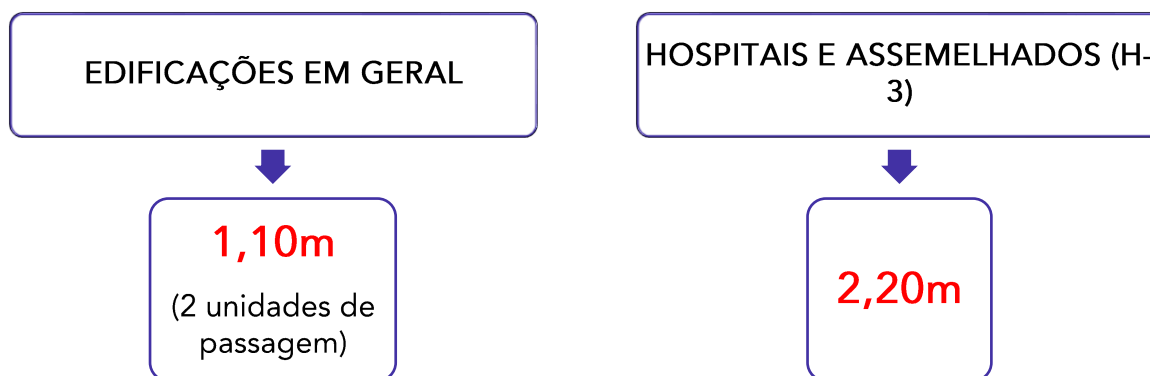 EDIFICAÇÕES EM GERAL
HOSPITAIS E ASSEMELHADOS (H-
3)
1,10m
(2 unidades de
passagem)
2,20m